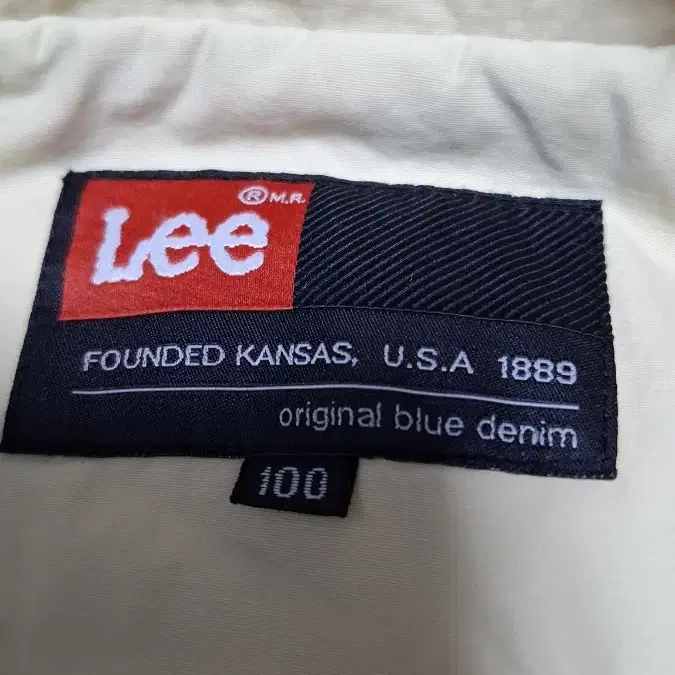 ® M.R.
Lee
FOUNDED KANSAS, U.S.A 1889
original blue denim
100